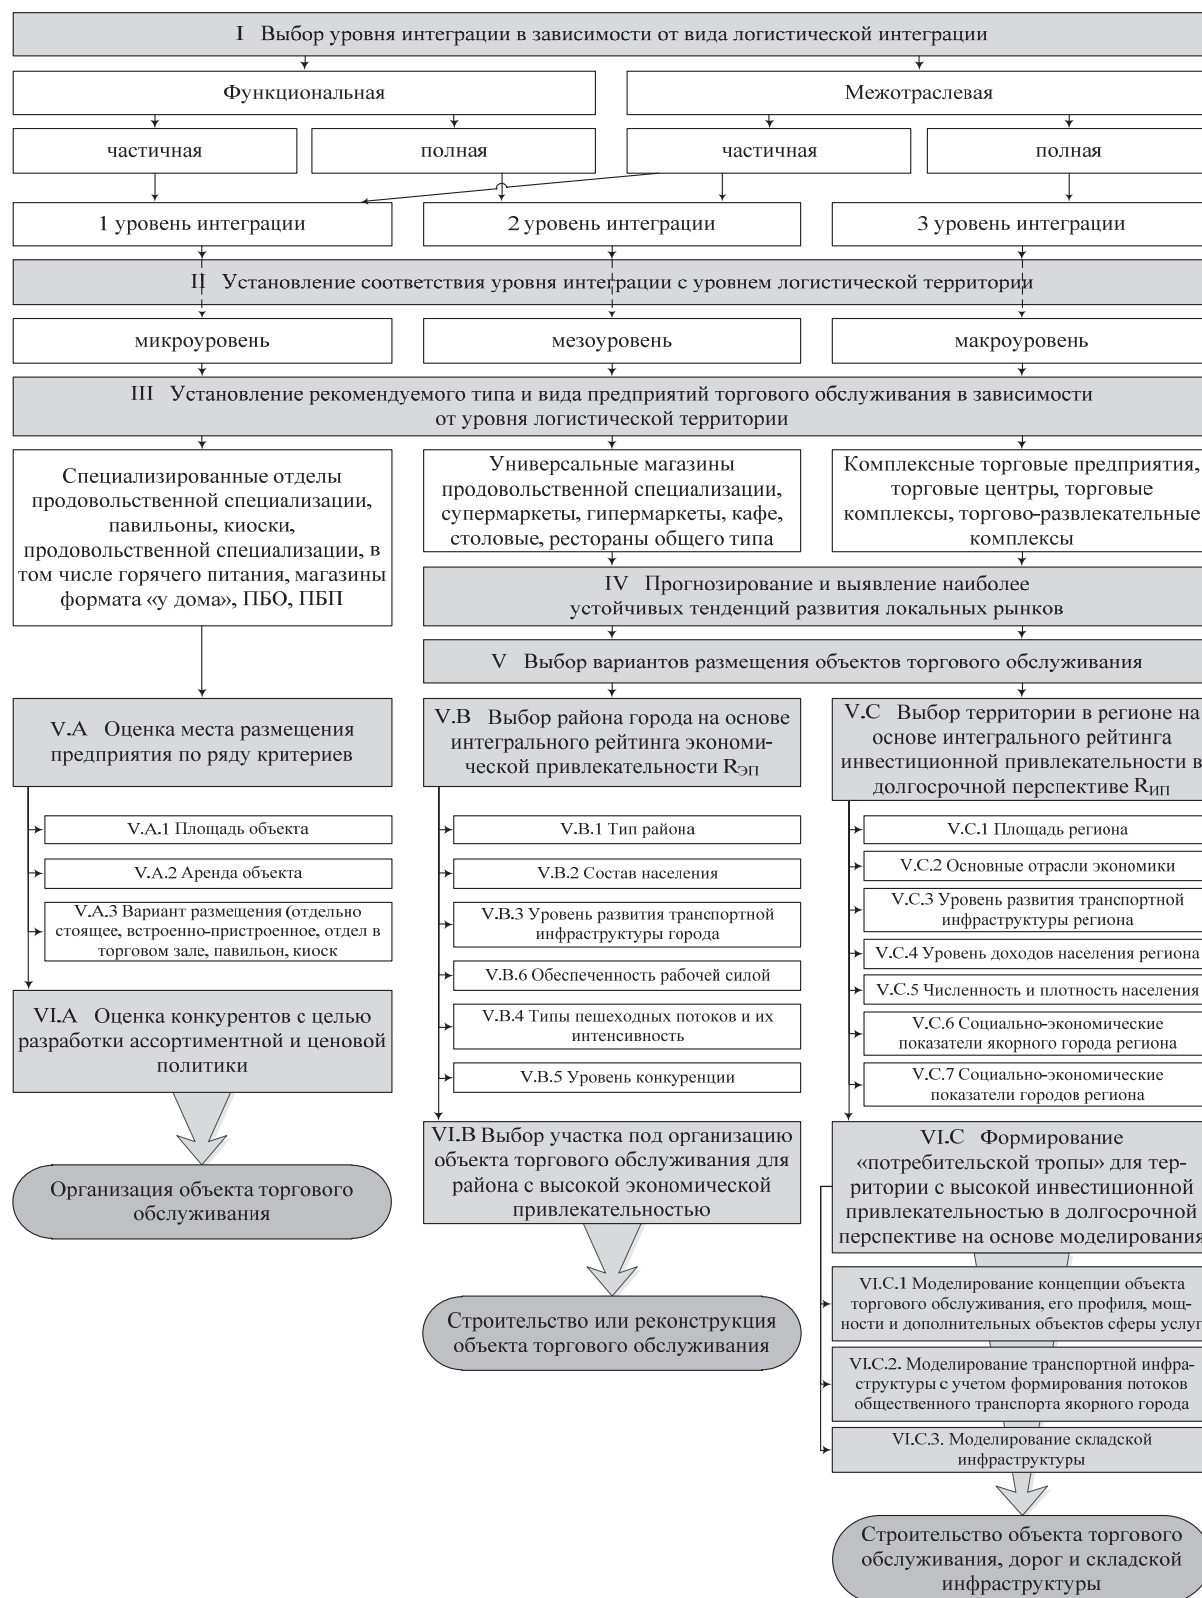 I Выбор уровня интеграции в зависимости от вида логистической интеграции
Функциональная
Межотраслевая
частичная
полная
частичная
полная
1 уровень интеграции
2 уровень интеграции
3 уровень интеграции
II Установление соответствия уровня интеграции с уровнем логистической территории
микроуровень
мезоуровень
макроуровень
III Установление рекомендуемого типа и вида предприятий торгового обслуживания в зависимости
от уровня логистической территории
Специализированные отделы
продовольственной специализации,
павильоны, киоски,
продовольственной специализации, в
том числе горячего питания, магазины
формата «у дома», ПБО, ПБП
Универсальные магазины
продовольственной специализации,
супермаркеты, гипермаркеты, кафе,
столовые, рестораны общего типа
Комплексные торговые предприятия,
торговые центры, торговые
комплексы, торгово-развлекательные
комплексы
IV Прогнозирование и выявление наиболее
устойчивых тенденций развития локальных рынков
V Выбор вариантов размещения объектов торгового обслуживания
V.A Оценка места размещения
предприятия по ряду критериев
V.A.1 Площадь объекта
V.A.2 Аренда объекта
V.A.3 Вариант размещения (отдельно
стоящее, встроенно-пристроенное, отдел в
торговом зале, павильон, киоск
VI.A Оценка конкурентов с целью
разработки ассортиментной и ценовой
политики
Организация объекта торгового
обслуживания
V.B Выбор района города на основе
интегрального рейтинга экономи-
ческой привлекательности RЭП
V.B.1 Тип района
V.B.2 Состав населения
V.B.3 Уровень развития транспортной
инфраструктуры города
V.B.6 Обеспеченность рабочей силой
V.B.4 Типы пешеходных потоков и их
интенсивность
V.B.5 Уровень конкуренции
VI.B Выбор участка под организацию
объекта торгового обслуживания для
района с высокой экономической
привлекательностью
Строительство или реконструкция
объекта торгового обслуживания
V.C Выбор территории в регионе на
основе интегрального рейтинга
инвестиционной привлекательности в
долгосрочной перспективе RИП
V.C.1 Площадь региона
V.C.2 Основные отрасли экономики
V.C.3 Уровень развития транспортной
инфраструктуры региона
V.C.4 Уровень доходов населения региона
V.C.5 Численность и плотность населения
V.C.6 Социально-экономические
показатели якорного города региона
V.C.7 Социально-экономические
показатели городов региона
VI.C Формирование
«потребительской тропы» для тер-
ритории с высокой инвестиционной
привлекательностью в долгосрочной
перспективе на основе моделирования
VI.C.1 Моделирование концепции объекта
торгового обслуживания, его профиля, мощ-
ности и дополнительных объектов сферы услуг
VI.C.2. Моделирование транспортной инфра-
структуры с учетом формирования потоков
общественного транспорта якорного города
VI.C.3. Моделирование складской
инфраструктуры
Строительство объекта торгового
обслуживания, дорог и складской
инфраструктуры